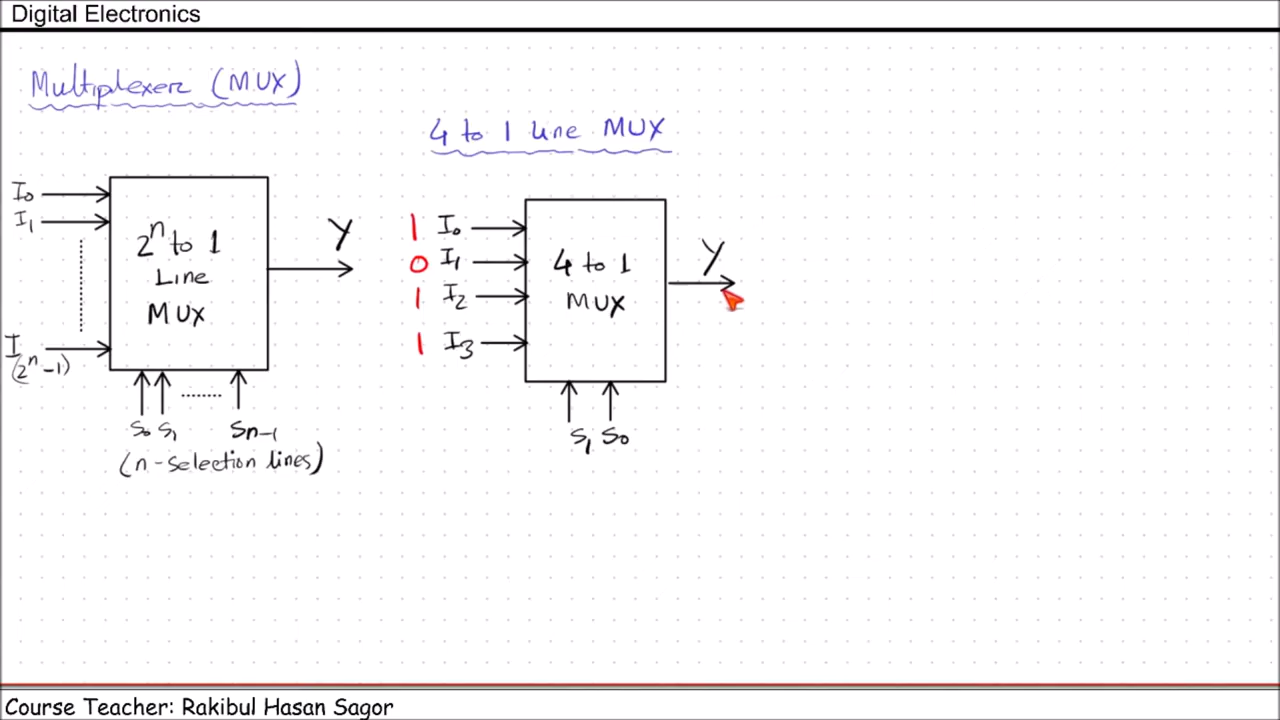 Digital Electronics
Multiplexer (MUX)
4 to 1 Line MUX
I0
I1
I(2^n-1)
2^n to 1
Line
MUX
Y
S0 S1 Sn-1
(n-selection lines)
1 I0
0 I1
1 I2
1 I3
4 to 1
MUX
Y
S1 S0
Course Teacher: Rakibul Hasan Sagor